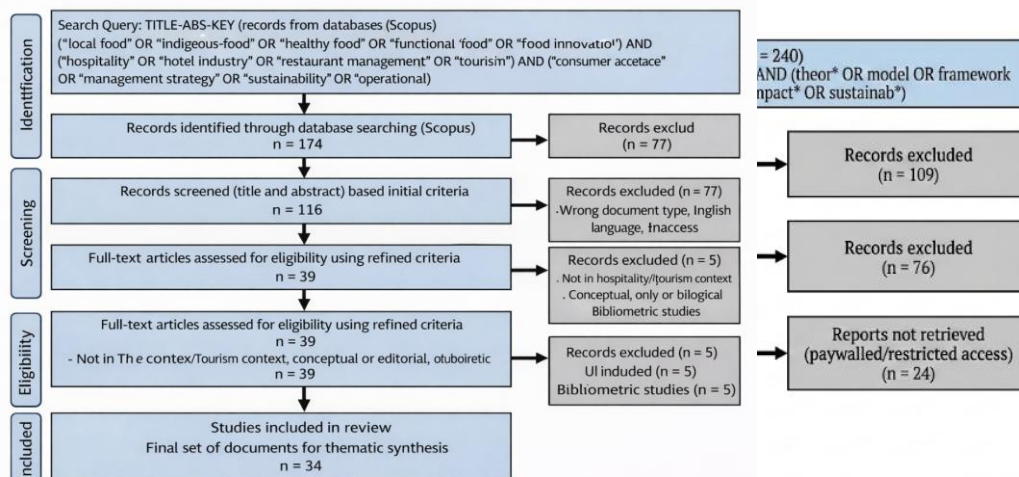 Identification
Search Query: TITLE-ABS-KEY (records from databases (Scopus)
("local food" OR "indigeous-food" OR "healthy food" OR "functional 'food" OR "food innovatiol') AND
("hospitality" OR "hotel industry" OR "restaurant management" OR "tourism") AND ("consumer accetace"
OR "management strategy" OR "sustainability" OR "operational)
Records identified through database searching (Scopus)
n = 174
Records exclud
(n = 77)
Screening
Records screened (title and abstract) based initial criteria
n = 116
Records excluded (n = 77)
.Wrong document type, Inglish
language, Inaccess
Full-text articles assessed for eligibility using refined criteria
n = 39
Records excluded (n = 5)
. Not in hospitality/tourism context
. Conceptual, only or bilogical
Bibliometric studies
Eligibility
Full-text articles assessed for eligibility using refined criteria
n = 39
- Not in Th e contex/Tourism context, conceptual or editorial, otuboiretic
n = 39
Records excluded (n = 5)
Ul induded (n = 5)
Bibliometric studies (n = 5)
ncluded
Studies included in review
Final set of documents for thematic synthesis
n = 34
= 240)
AND (theor* OR model OR framework
npact* OR sustainab*)
Records excluded
(n = 109)
Records excluded
(n = 76)
Reports not retrieved
(paywalled/restricted access)
(n = 24)